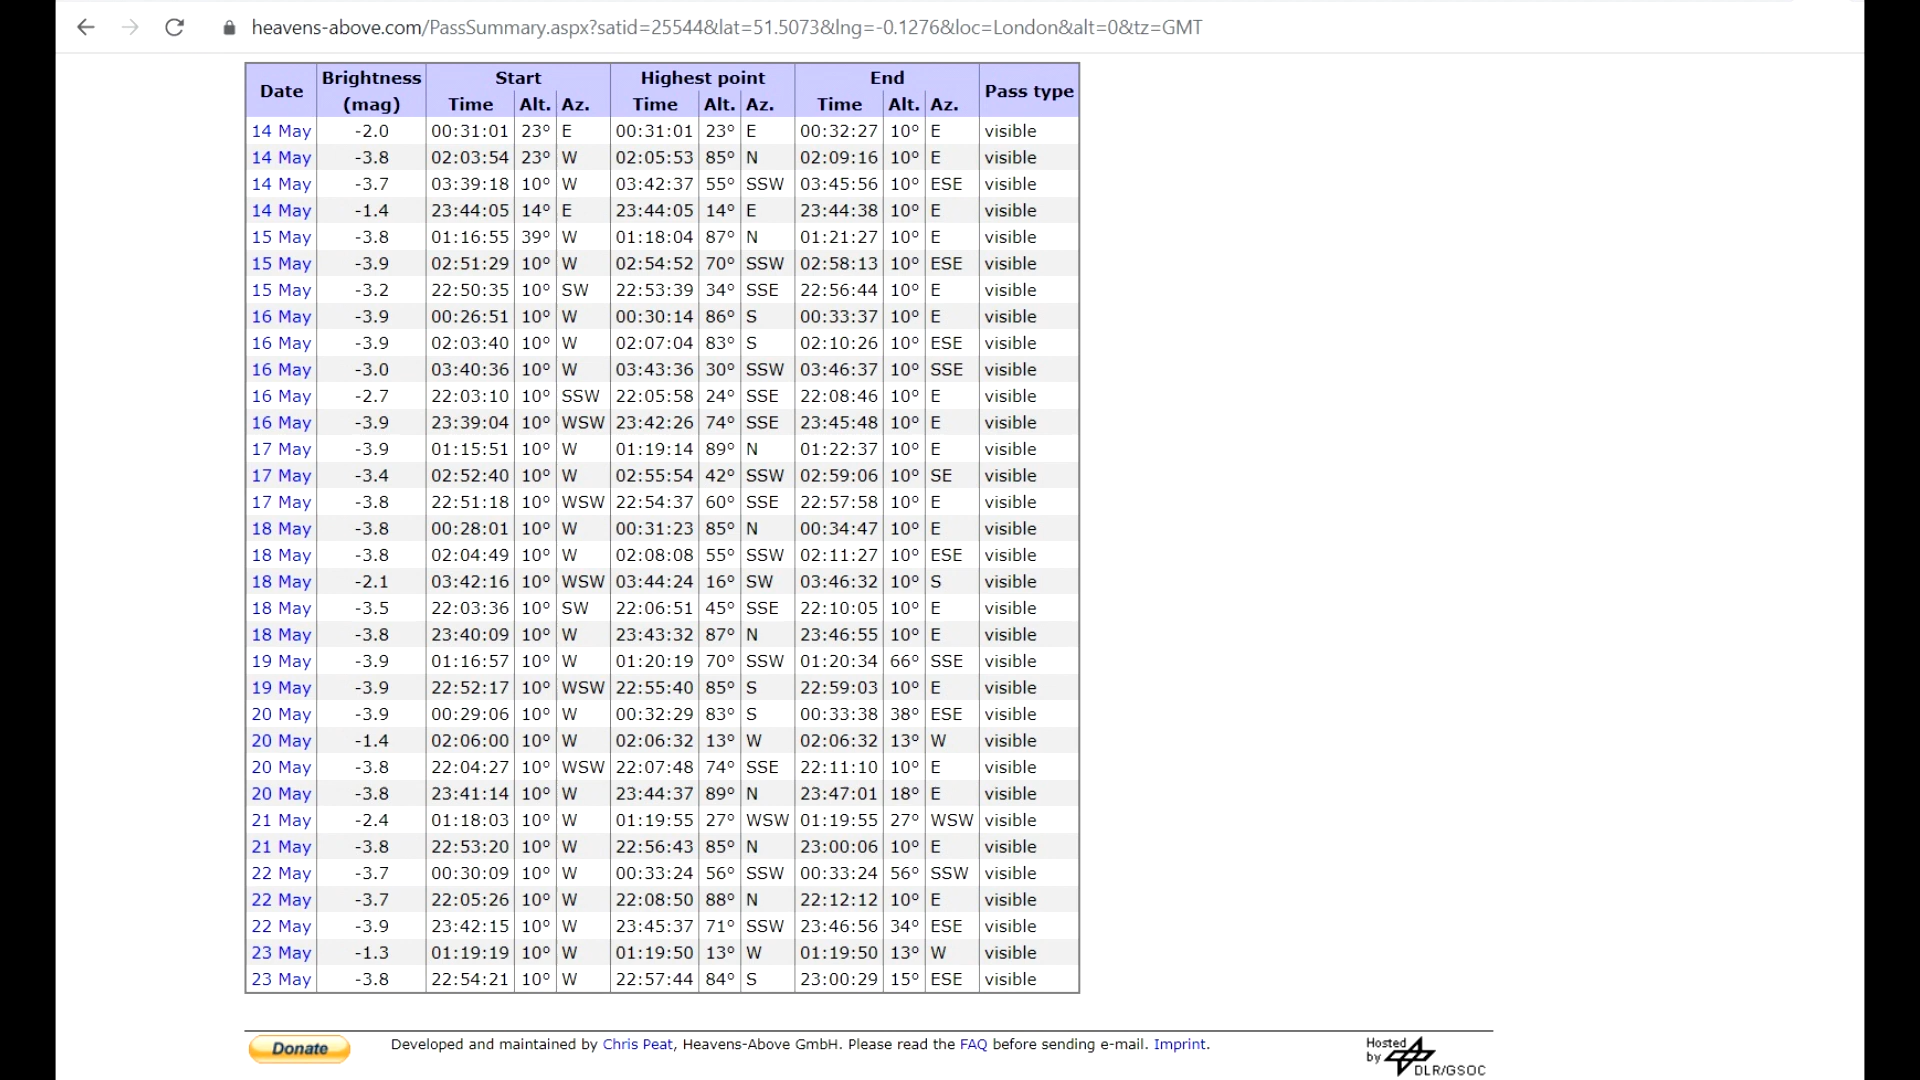 heavens-above.com/PassSummary.aspx?satid=25544&lat=51.5073&lng=-0.1276&loc=London&alt=0&tz=GMT
Date Brightness (mag) Start Highest point End Pass type
Time Alt. Az. Time Alt. Az. Time Alt. Az.
14 May -2.0 00:31:01 23° E 00:31:01 23° E 00:32:27 10° E visible
14 May -3.8 02:03:54 23° W 02:05:53 85° N 02:09:16 10° E visible
14 May -3.7 03:39:18 10° W 03:42:37 55° SSW 03:45:56 10° ESE visible
14 May -1.4 23:44:05 14° E 23:44:05 14° E 23:44:38 10° E visible
15 May -3.8 01:16:55 39° W 01:18:04 87° N 01:21:27 10° E visible
15 May -3.9 02:51:29 10° W 02:54:52 70° SSW 02:58:13 10° ESE visible
15 May -3.2 22:50:35 10° SW 22:53:39 34° SSE 22:56:44 10° E visible
16 May -3.9 00:26:51 10° W 00:30:14 86° S 00:33:37 10° E visible
16 May -3.9 02:03:40 10° W 02:07:04 83° S 02:10:26 10° ESE visible
16 May -3.0 03:40:36 10° W 03:43:36 30° SSW 03:46:37 10° SSE visible
16 May -2.7 22:03:10 10° SSW 22:05:58 24° SSE 22:08:46 10° E visible
16 May -3.9 23:39:04 10° WSW 23:42:26 74° SSE 23:45:48 10° E visible
17 May -3.9 01:15:51 10° W 01:19:14 89° N 01:22:37 10° E visible
17 May -3.4 02:52:40 10° W 02:55:54 42° SSW 02:59:06 10° SE visible
17 May -3.8 22:51:18 10° WSW 22:54:37 60° SSE 22:57:58 10° E visible
18 May -3.8 00:28:01 10° W 00:31:23 85° N 00:34:47 10° E visible
18 May -3.8 02:04:49 10° W 02:08:08 55° SSW 02:11:27 10° ESE visible
18 May -2.1 03:42:16 10° WSW 03:44:24 16° SW 03:46:32 10° S visible
18 May -3.5 22:03:36 10° SW 22:06:51 45° SSE 22:10:05 10° E visible
18 May -3.8 23:40:09 10° W 23:43:32 87° N 23:46:55 10° E visible
19 May -3.9 01:16:57 10° W 01:20:19 70° SSW 01:20:34 66° SSE visible
19 May -3.9 22:52:17 10° WSW 22:55:40 85° S 22:59:03 10° E visible
20 May -3.9 00:29:06 10° W 00:32:29 83° S 00:33:38 38° ESE visible
20 May -1.4 02:06:00 10° W 02:06:32 13° W 02:06:32 13° W visible
20 May -3.8 22:04:27 10° WSW 22:07:48 74° SSE 22:11:10 10° E visible
20 May -3.8 23:41:14 10° W 23:44:37 89° N 23:47:01 18° E visible
21 May -2.4 01:18:03 10° W 01:19:55 27° WSW 01:19:55 27° WSW visible
21 May -3.8 22:53:20 10° W 22:56:43 85° N 23:00:06 10° E visible
22 May -3.7 00:30:09 10° W 00:33:24 56° SSW 00:33:24 56° SSW visible
22 May -3.7 22:05:26 10° W 22:08:50 88° N 22:12:12 10° E visible
22 May -3.9 23:42:15 10° W 23:45:37 71° SSW 23:46:56 34° ESE visible
23 May -1.3 01:19:19 10° W 01:19:50 13° W 01:19:50 13° W visible
23 May -3.8 22:54:21 10° W 22:57:44 84° S 23:00:29 15° ESE visible
Donate
Developed and maintained by Chris Peat, Heavens-Above GmbH. Please read the FAQ before sending e-mail. Imprint.
Hosted
by
DLR/GSOC